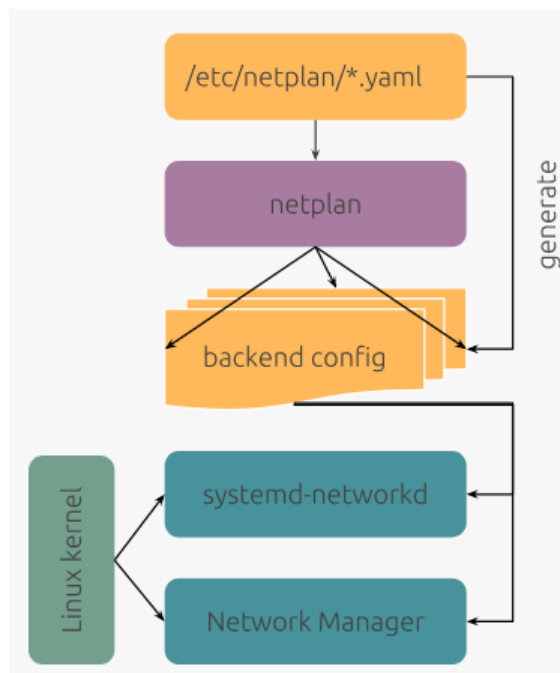 /etc/netplan/*.yaml
netplan
generate
backend config
systemd-networkd
Linux kernel
Network Manager